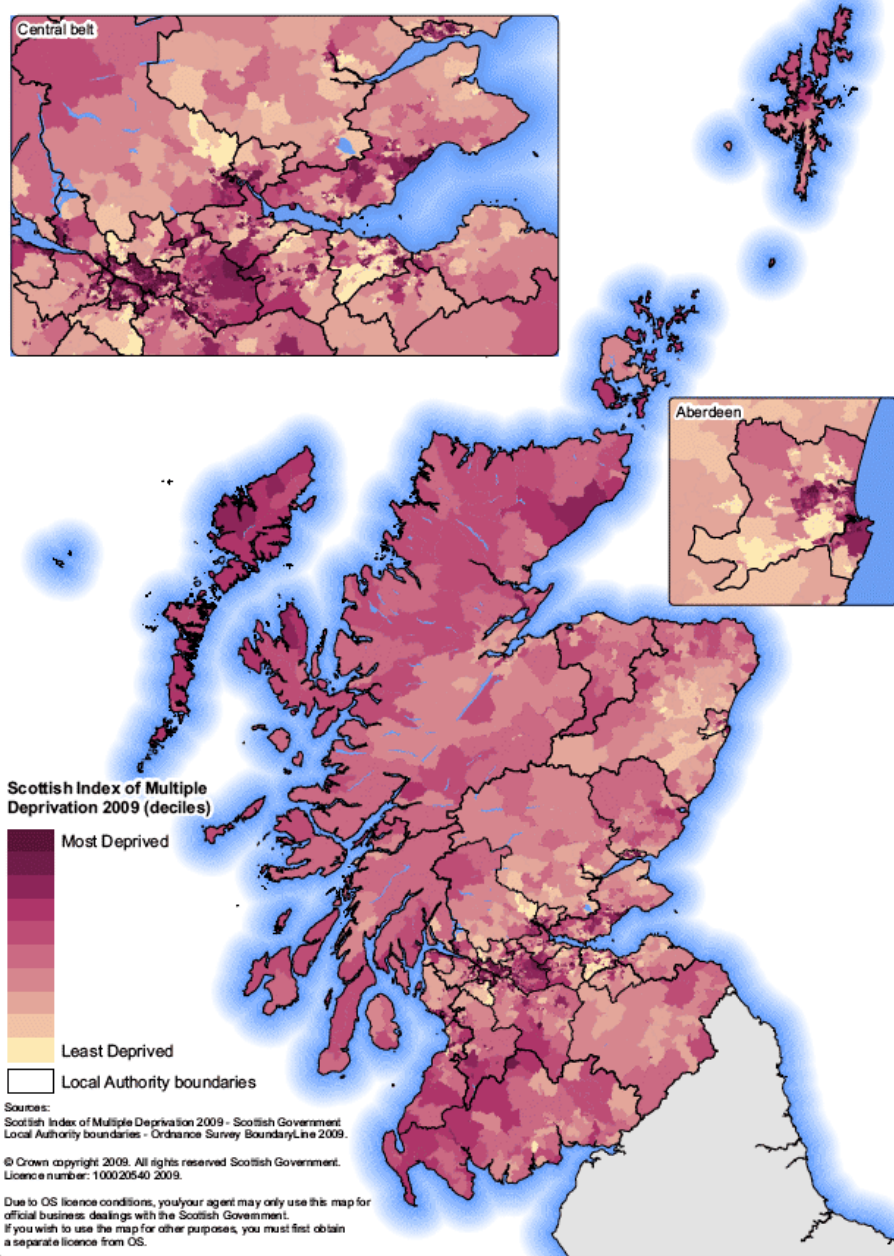 Central belt
Aberdeen
Scottish Index of Multiple
Deprivation 2009 (deciles)
Most Deprived
Least Deprived
Local Authority boundaries
Sources:
Scottish Index of Multiple Deprivation 2009 - Scottish Government
Local Authority boundaries - Ordnance Survey BoundaryLine 2009.
© Crown copyright 2009. All rights reserved Scottish Government.
Licence number: 100020540 2009.
Due to OS licence conditions, you/your agent may only use this map for
official business dealings with the Scottish Government.
If you wish to use the map for other purposes, you must first obtain
a separate licence from OS.